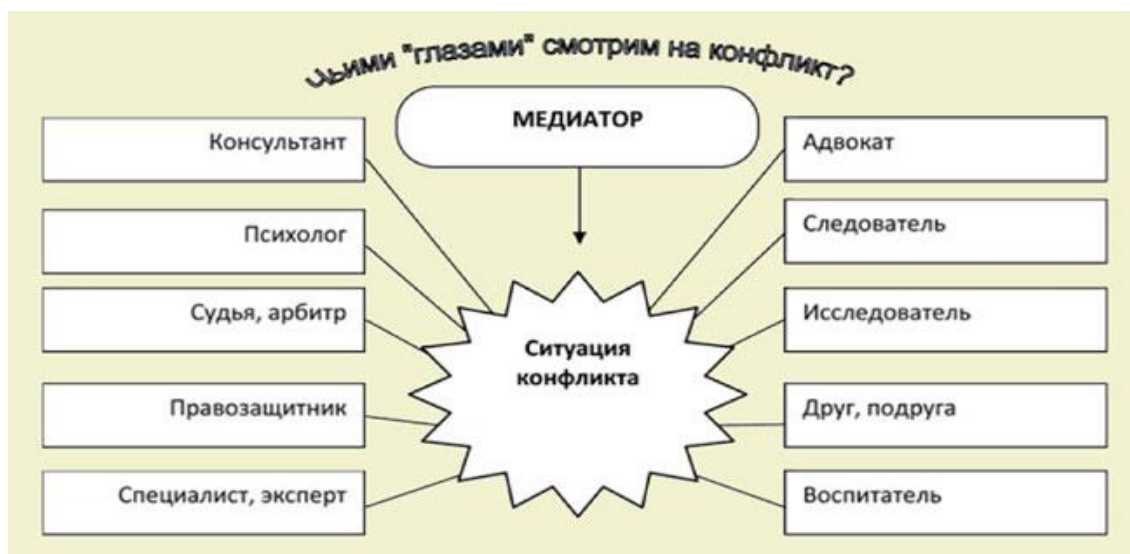 Чьими "глазами" смотрим на конфликт?
МЕДИАТОР
Консультант
Психолог
Судья, арбитр
Правозащитник
Специалист, эксперт
Ситуация
конфликта
Адвокат
Следователь
Исследователь
Друг, подруга
Воспитатель